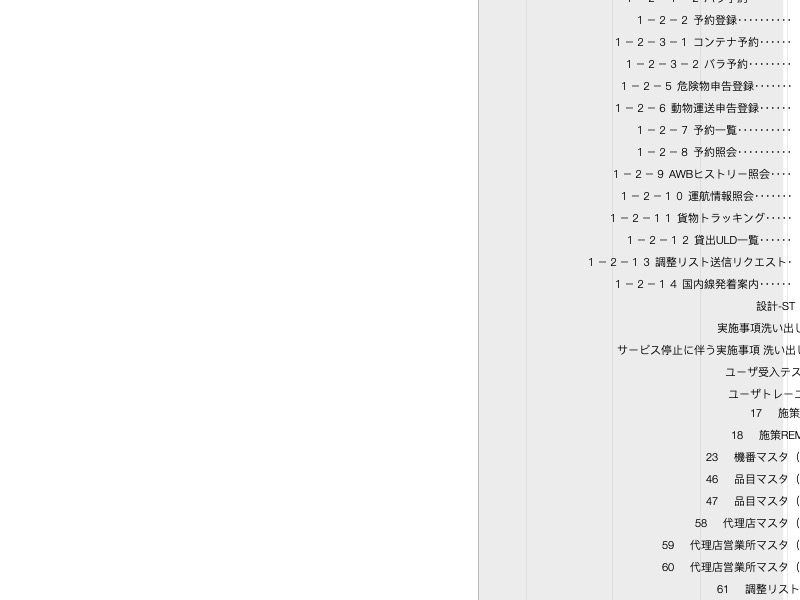 １－２－２ 予約登録‥‥‥‥‥
１－２－３－１ コンテナ予約‥‥‥
１－２－３－２ バラ予約‥‥‥‥
１－２－５ 危険物申告登録‥‥‥･
１－２－６ 動物運送申告登録‥‥‥
１－２－７ 予約一覧‥‥‥‥‥
１－２－８ 予約照会‥‥‥‥‥
１－２－９ AWBヒストリー照会‥‥
１－２－１０ 運航情報照会‥‥‥･
１－２－１１ 貨物トラッキング‥‥･
１－２－１２ 貸出ULD一覧‥‥‥
１－２－１３ 調整リスト送信リクエスト･
１－２－１４ 国内線発着案内‥‥‥
設計-ST
実施事項洗い出し
サービス停止に伴う実施事項 洗い出し
ユーザ受入テス
ユーザトレーニ
17 施策
18 施策REM
23 機番マスタ（
46 品目マスタ（
47 品目マスタ（
58 代理店マスタ（
59 代理店営業所マスタ（
60 代理店営業所マスタ（
61 調整リスト